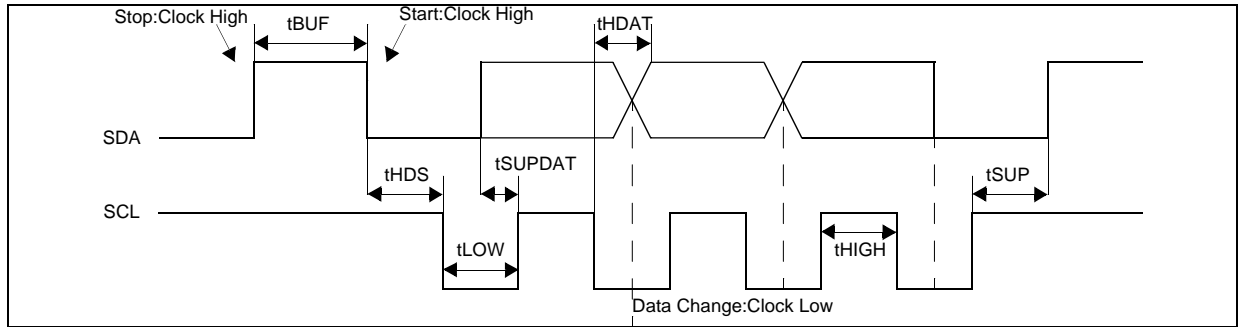 Stop:Clock High
tBUF
Start:Clock High
tHDAT
SDA
tHDS
tSUPDAT
tSUP
SCL
tLOW
tHIGH
Data Change:Clock Low